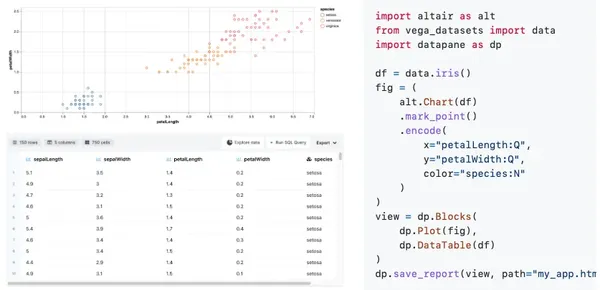 species
setosa
versicolor
virginica
petalWidth
2.5
2.0
1.5
1.0
0.5
0.0
0.0 0.5 1.0 1.5 2.0 2.5 3.0 3.5 4.0 4.5 5.0 5.5 6.0 6.5 7.0
petalLength
150 rows 5 columns 750 cells Explore data Run SQL Query Export
sepalLength sepalWidth petalLength petalWidth species
5.1 3.5 1.4 0.2 setosa
4.9 3 1.4 0.2 setosa
4.7 3.2 1.3 0.2 setosa
4.6 3.1 1.5 0.2 setosa
5 3.6 1.4 0.2 setosa
5.4 3.9 1.7 0.4 setosa
4.6 3.4 1.4 0.3 setosa
5 3.4 1.5 0.2 setosa
4.4 2.9 1.4 0.2 setosa
4.9 3.1 1.5 0.1 setosa
import altair as alt
from vega_datasets import data
import datapane as dp
df = data.iris()
fig = (
alt.Chart(df)
.mark_point()
.encode(
x="petalLength:Q",
y="petalWidth:Q",
color="species:N"
)
)
view = dp.Blocks(
dp.Plot(fig),
dp.DataTable(df)
)
dp.save_report(view, path="my_app.htm